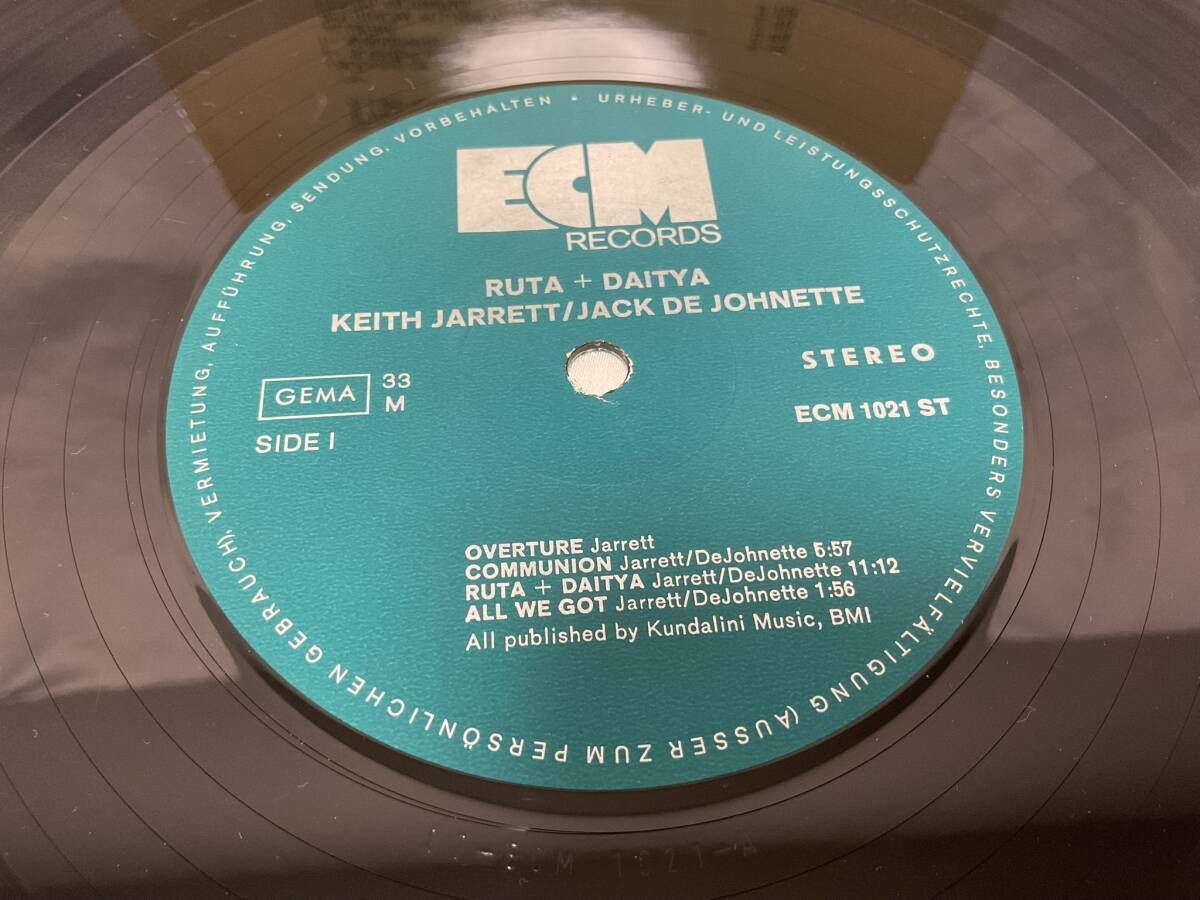 ECM
RECORDS
RUTA + DAITYA
KEITH JARRETT/JACK DE JOHNETTE
GEMA 33
M
STEREO
SIDE I
ECM 1021 ST
OVERTURE Jarrett
COMMUNION Jarrett/DeJohnette 5:57
RUTA + DAITYA Jarrett/DeJohnette 11:12
ALL WE GOT Jarrett/DeJohnette 1:56
All published by Kundalini Music, BMI
URHEBER- UND LEISTUNGSSCHUTZRECHTE, BESONDERS VERVIELFÄLTIGUNG (AUSSER ZUM PERSÖNLICHEN GEBRAUCH), VERMIETUNG, AUFFÜHRUNG, SENDUNG, VORBEHALTEN •
ECM 1021-A